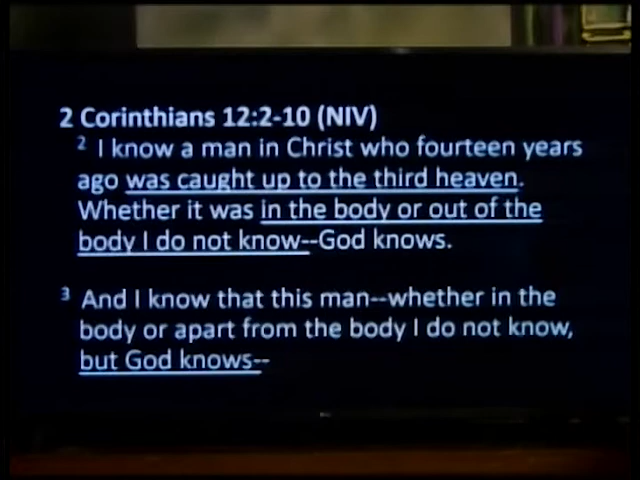 2 Corinthians 12:2-10 (NIV)
2 I know a man in Christ who fourteen years
ago was caught up to the third heaven.
Whether it was in the body or out of the
body I do not know--God knows.
3 And I know that this man--whether in the
body or apart from the body I do not know,
but God knows--